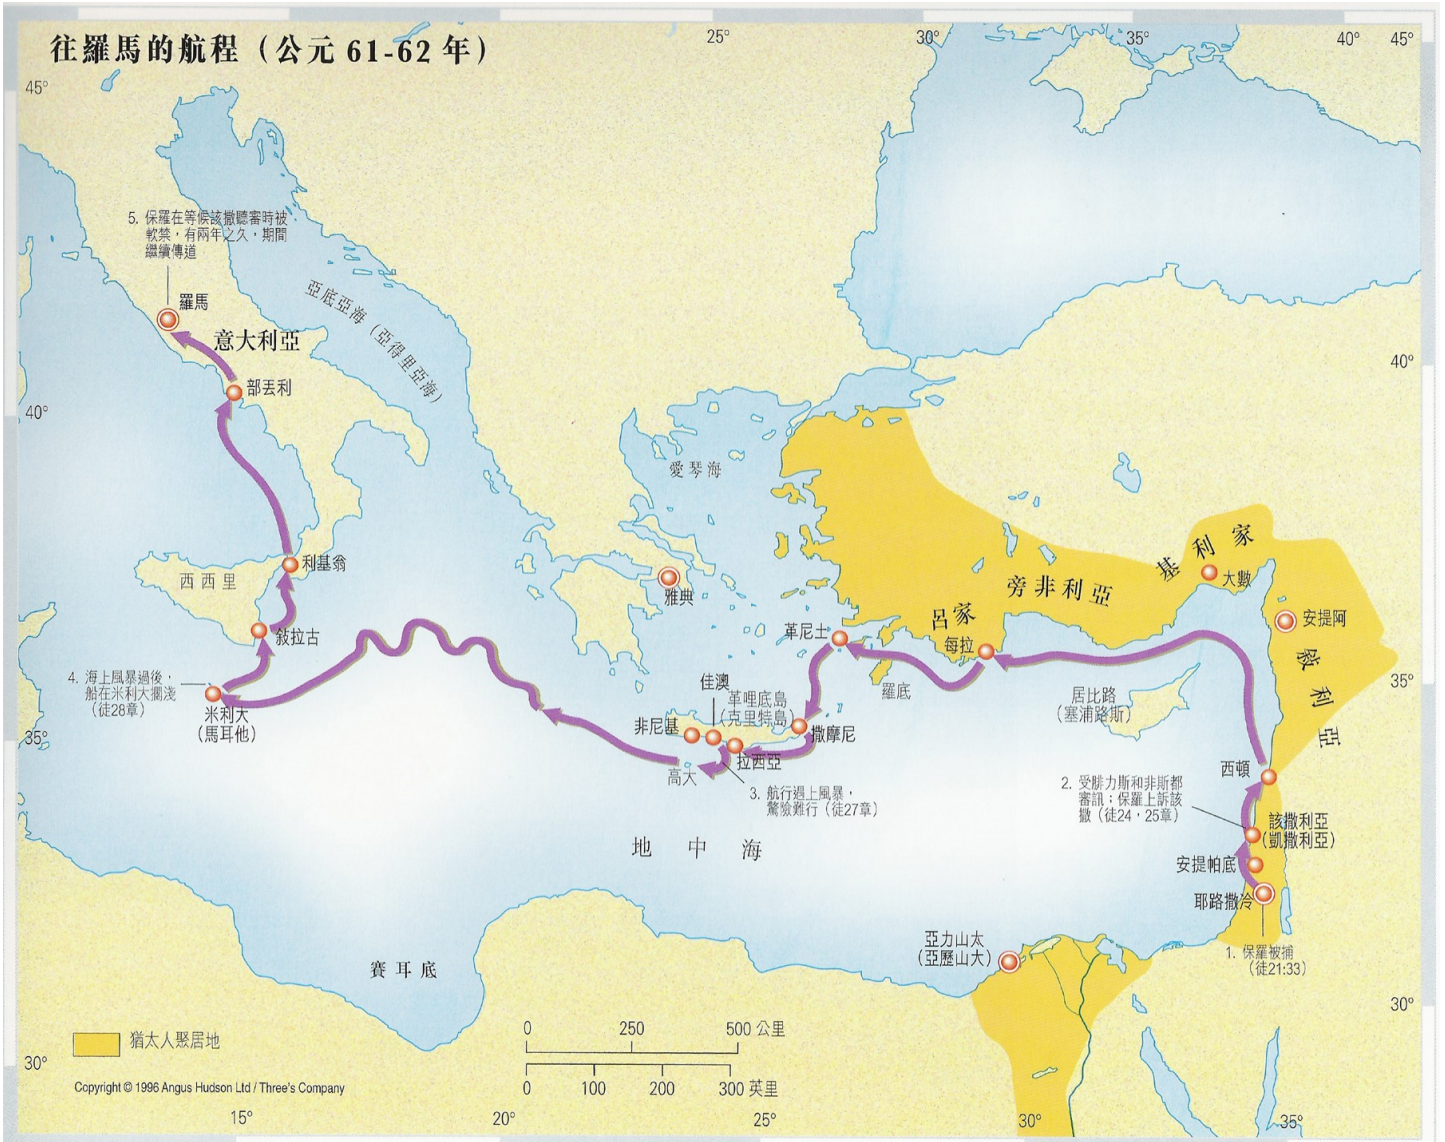 往羅馬的航程（公元 61-62 年）
25°
30°
35°
40°
45°
45°
5. 保羅在等候該撒聽審時被
軟禁，有兩年之久，期間
繼續傳道
羅馬
意大利亞
亞底亞海（亞得里亞海）
部丟利
40°
40°
愛琴海
利基翁
西西里
雅典
基利家
大數
旁非利亞
呂家
安提阿
敍拉古
革尼土
每拉
敍利亞
4. 海上風暴過後，
船在米利大擱淺
（徒28章）
米利大
（馬耳他）
佳澳
革哩底島
（克里特島）
羅底
居比路
（塞浦路斯）
35°
35°
非尼基
撒摩尼
拉西亞
高大
3. 航行遇上風暴，
驚險難行（徒27章）
西頓
2. 受腓力斯和非斯都
審訊；保羅上訴該
撒（徒24，25章）
該撒利亞
（凱撒利亞）
地中海
安提帕底
耶路撒冷
亞力山太
（亞歷山大）
1. 保羅被捕
（徒21:33）
賽耳底
30°
猶太人聚居地
0 250 500 公里
0 100 200 300 英里
30°
Copyright © 1996 Angus Hudson Ltd / Three's Company
15°
20°
25°
30°
35°